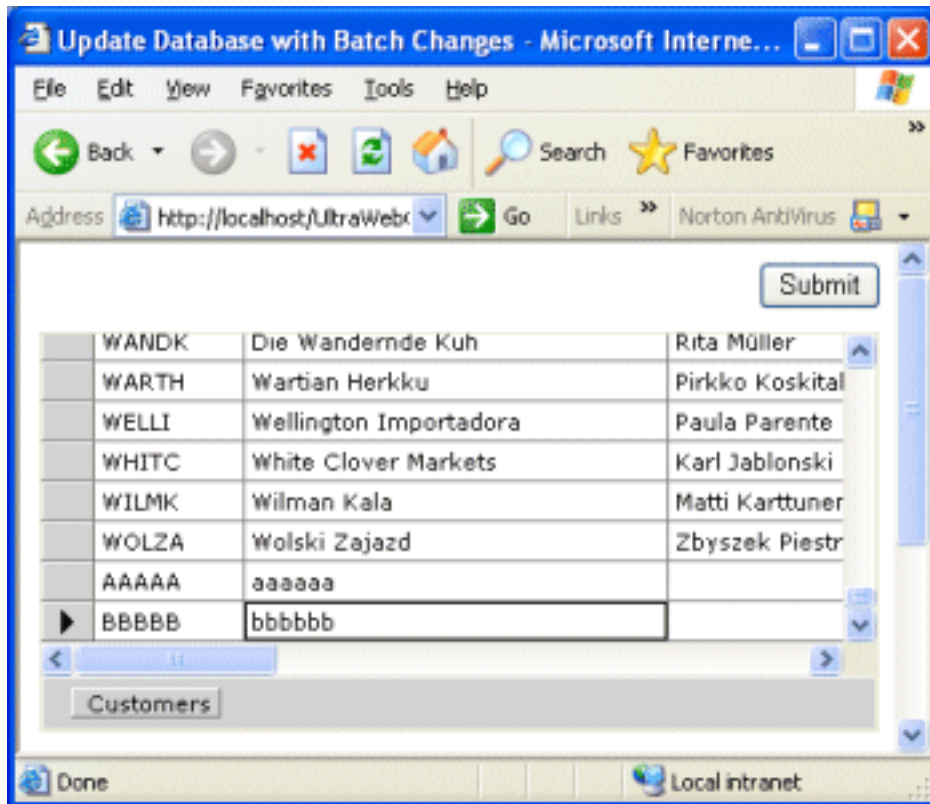 Update Database with Batch Changes - Microsoft Interne...
File Edit View Favorites Tools Help
Back Search Favorites »
Address http://localhost/UltraWeb Go Links » Norton AntiVirus
Submit
WANDK Die Wandernde Kuh Rita Müller
WARTH Wartian Herkku Pirkko Koskital
WELLI Wellington Importadora Paula Parente
WHITC White Clover Markets Karl Jablonski
WILMK Wilman Kala Matti Karttunen
WOLZA Wolski Zajazd Zbyszek Piestr
AAAAA aaaaaa
BBBBB bbbbbb
Customers
Done Local intranet